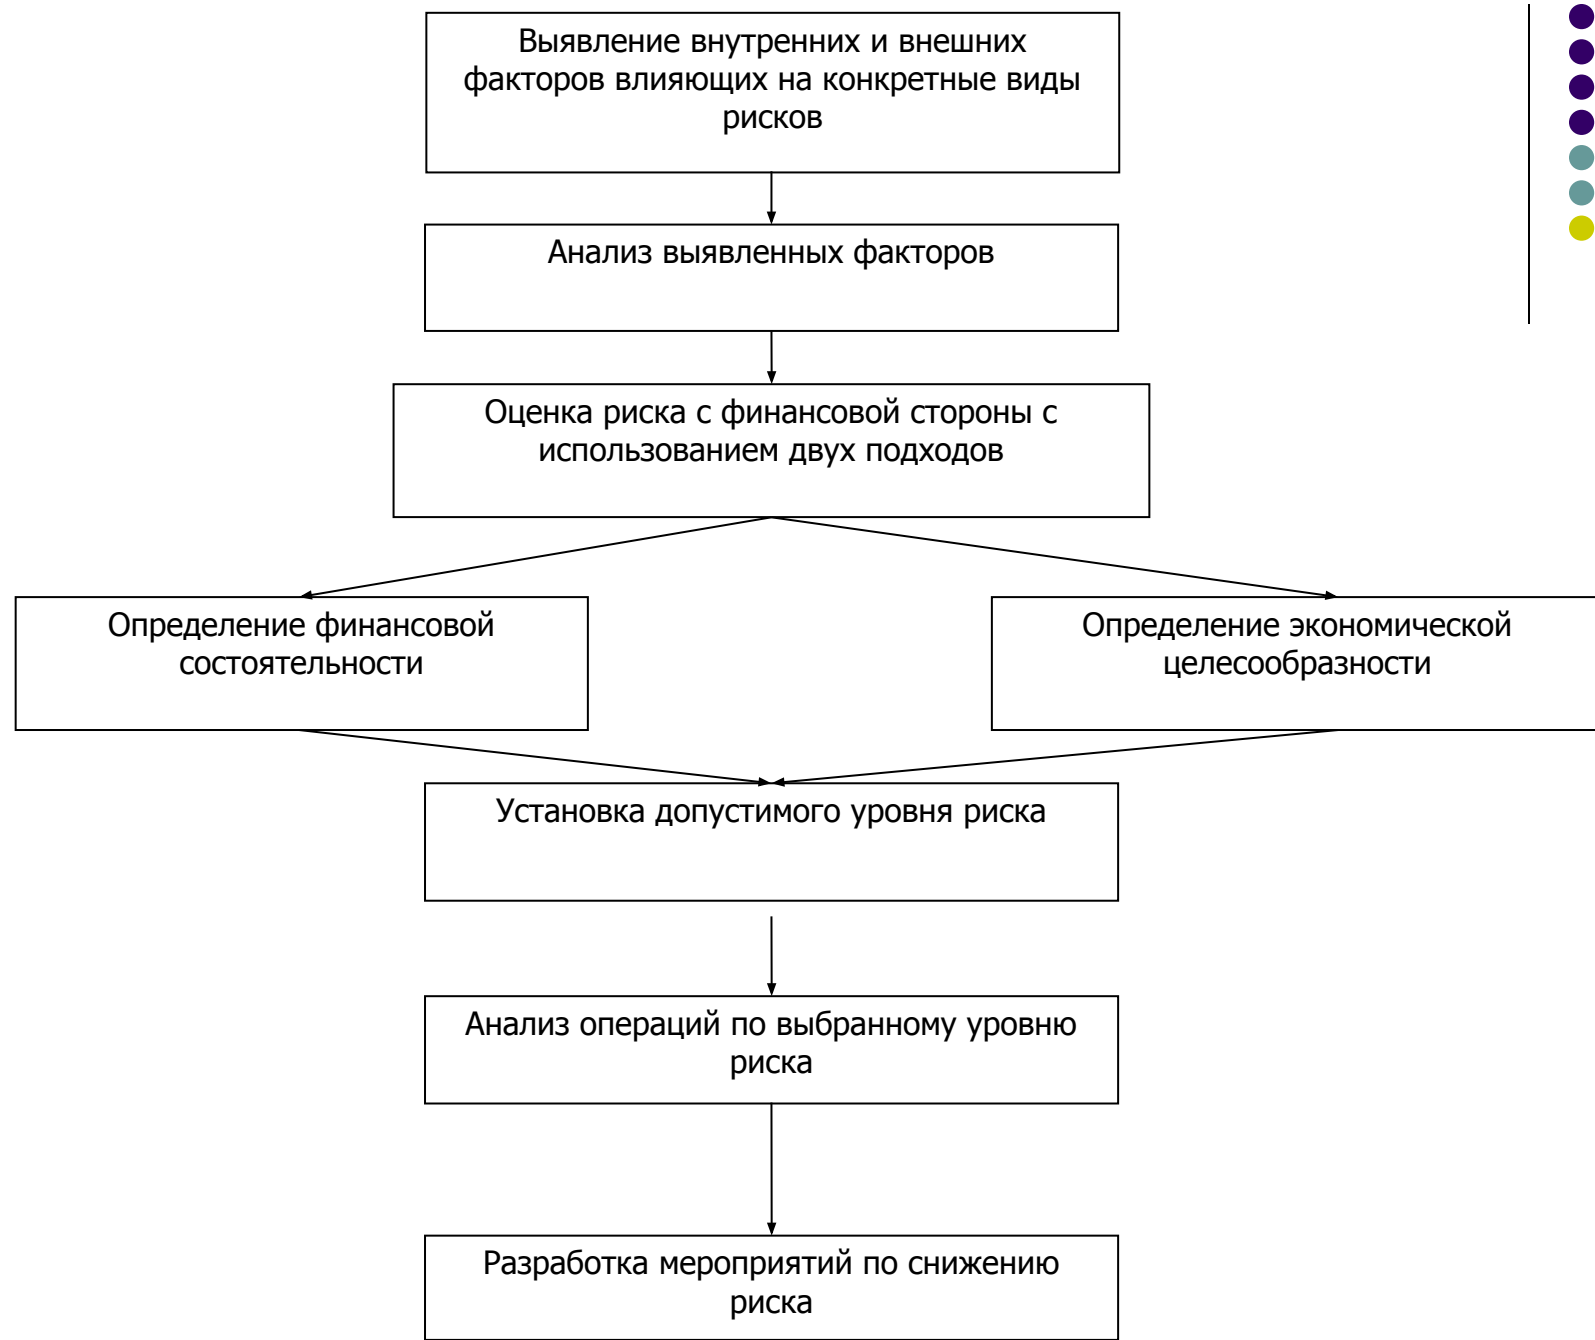 Выявление внутренних и внешних
факторов влияющих на конкретные виды
рисков
Анализ выявленных факторов
Оценка риска с финансовой стороны с
использованием двух подходов
Определение финансовой
состоятельности
Определение экономической
целесообразности
Установка допустимого уровня риска
Анализ операций по выбранному уровню
риска
Разработка мероприятий по снижению
риска